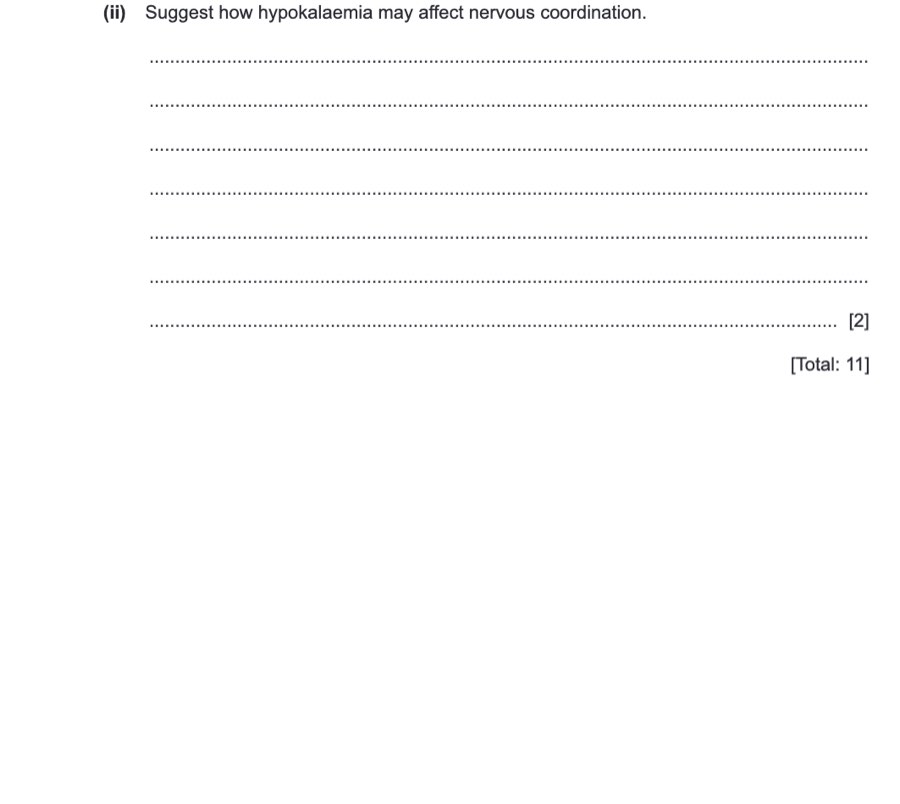 (ii) Suggest how hypokalaemia may affect nervous coordination.
[2]
[Total: 11]